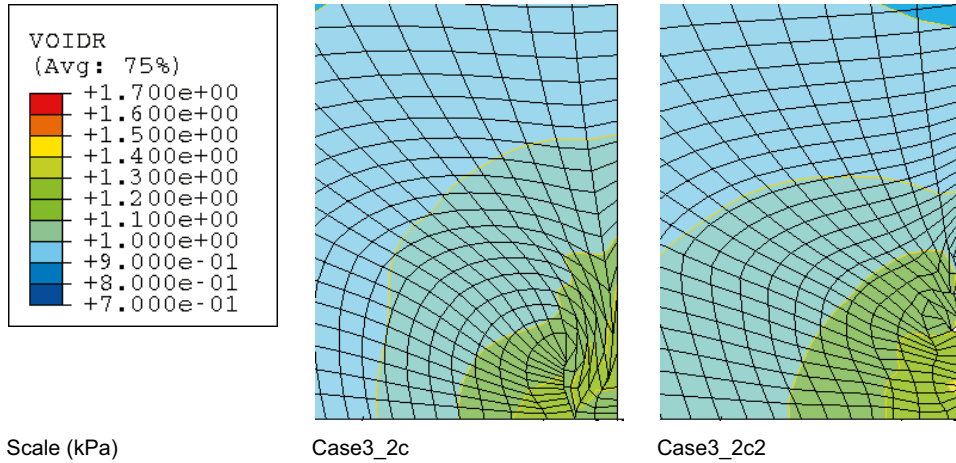 VOIDR
(Avg: 75%)
+1.700e+00
+1.600e+00
+1.500e+00
+1.400e+00
+1.300e+00
+1.200e+00
+1.100e+00
+1.000e+00
+9.000e-01
+8.000e-01
+7.000e-01
Scale (kPa)
Case3_2c
Case3_2c2